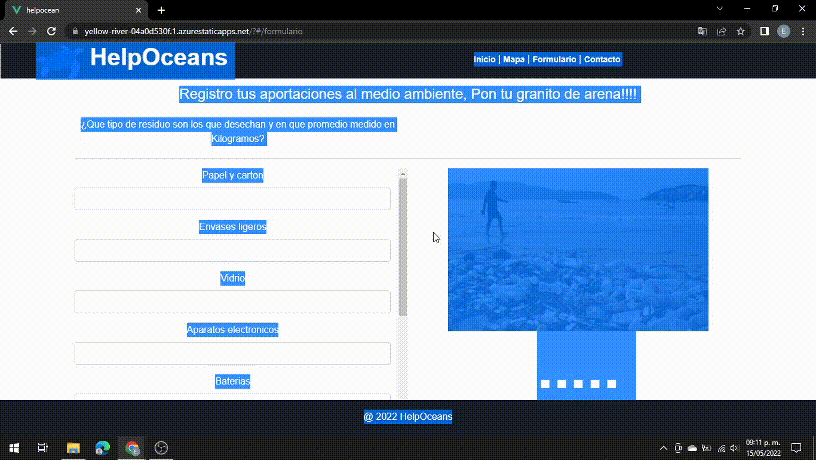 helpocean
yellow-river-04a0d530f.1.azurestaticapps.net/?#/formulario
E
HelpOceans
Inicio | Mapa | Formulario | Contacto
Registro tus aportaciones al medio ambiente, Pon tu granito de arena!!!!
¿Que tipo de residuo son los que desechan y en que promedio medido en
Kilogramos?
Papel y carton
Envases ligeros
Vidrio
Aparatos electronicos
Baterias
@ 2022 HelpOceans
09:11 p. m.
15/05/2022